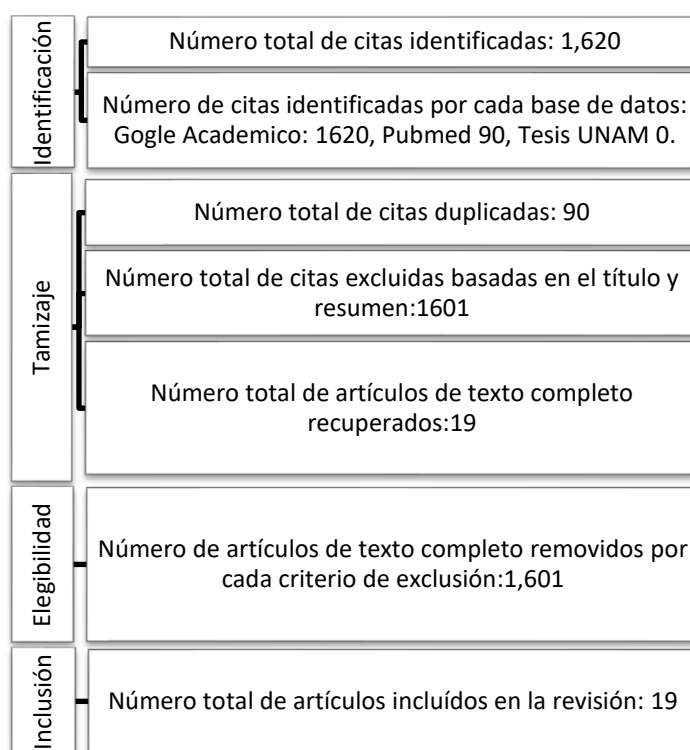 Identificación
Número total de citas identificadas: 1,620
Número de citas identificadas por cada base de datos:
Gogle Academico: 1620, Pubmed 90, Tesis UNAM 0.
Tamizaje
Número total de citas duplicadas: 90
Número total de citas excluidas basadas en el título y
resumen:1601
Número total de artículos de texto completo
recuperados:19
Elegibilidad
Número de artículos de texto completo removidos por
cada criterio de exclusión:1,601
Inclusión
Número total de artículos incluídos en la revisión: 19